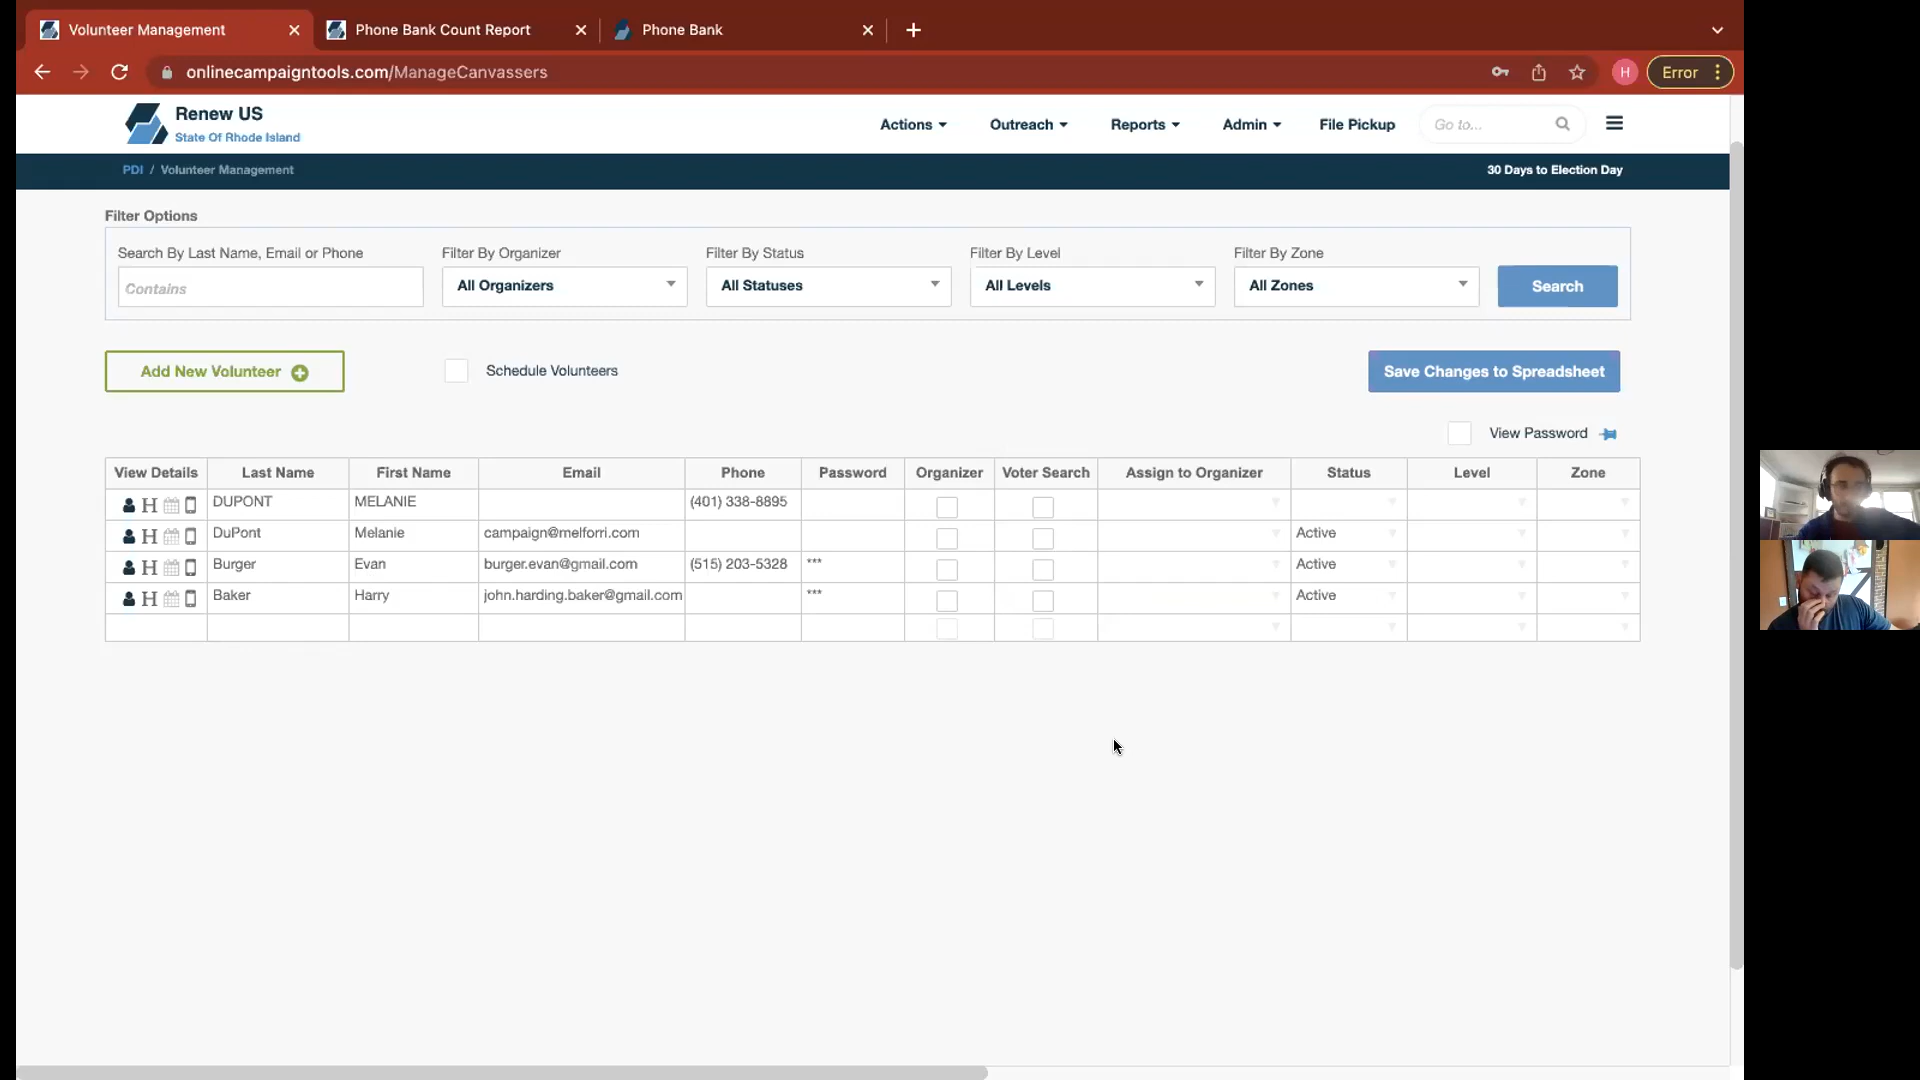 Volunteer Management
Phone Bank Count Report
Phone Bank
onlinecampaigntools.com/ManageCanvassers
H
Error
Renew US
State Of Rhode Island
Actions
Outreach
Reports
Admin
File Pickup
Go to...
PDI / Volunteer Management
30 Days to Election Day
Filter Options
Search By Last Name, Email or Phone
Filter By Organizer
Filter By Status
Filter By Level
Filter By Zone
Contains
All Organizers
All Statuses
All Levels
All Zones
Search
Add New Volunteer
Schedule Volunteers
Save Changes to Spreadsheet
View Password
View Details Last Name First Name Email Phone Password Organizer Voter Search Assign to Organizer Status Level Zone
H DUPONT MELANIE (401) 338-8895
H DuPont Melanie campaign@melforri.com Active
H Burger Evan burger.evan@gmail.com (515) 203-5328 *** Active
H Baker Harry john.harding.baker@gmail.com *** Active